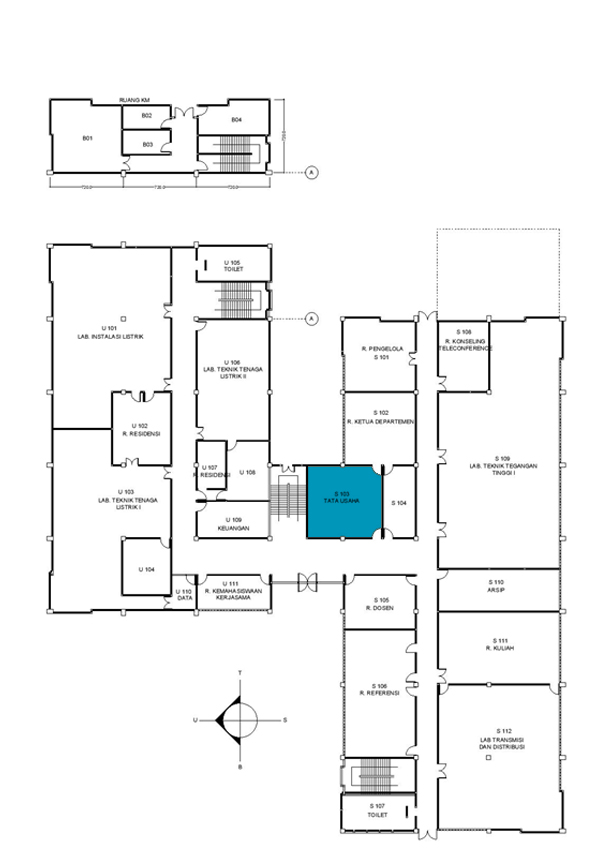 RUANG KM
B01
B02
B03
B04
720.0
720.0
720.0
720.0
A
U 105
TOILET
A
U 101
LAB. INSTALASI LISTRIK
U 106
LAB. TEKNIK TENAGA
LISTRIK II
U 102
R. RESIDENSI
U 103
LAB. TEKNIK TENAGA
LISTRIK I
U 107
R. RESIDENSI
U 108
U 109
KEUANGAN
U 104
U 110
DATA
U 111
R. KEMAHASISWAAN
KERJASAMA
R. PENGELOLA
S 101
S 108
R. KONSELING
TELECONFERENCE
S 102
R. KETUA DEPARTEMEN
S 103
TATA USAHA
S 104
S 109
LAB. TEKNIK TEGANGAN
TINGGI I
S 110
ARSIP
S 105
R. DOSEN
S 111
R. KULIAH
S 106
R. REFERENSI
S 112
LAB TRANSMISI
DAN DISTRIBUSI
S 107
TOILET
T
U
S
B